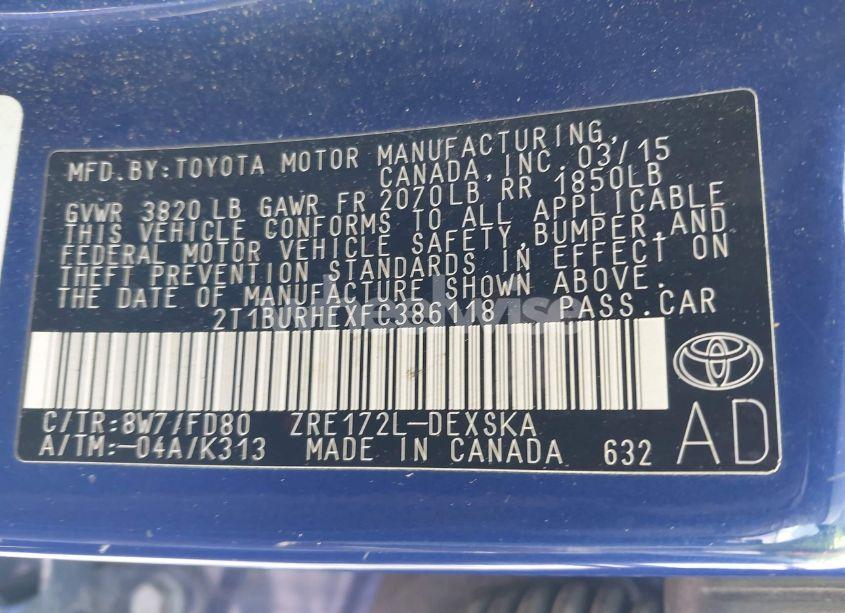 MFD.BY:TOYOTA MOTOR MANUFACTURING,
CANADA,INC.03/15
GVWR 3820 LB GAWR FR 2070LB RR 1850LB
THIS VEHICLE CONFORMS TO ALL APPLICABLE
FEDERAL MOTOR VEHICLE SAFETY,BUMPER,AND
THEFT PREVENTION STANDARDS IN EFFECT ON
THE DATE OF MANUFACTURE SHOWN ABOVE.
2T1BURHEXFC386118 PASS.CAR
C/TR:8W7/FD80 ZRE172L-DEXSKA
A/TM:-04A/K313 MADE IN CANADA 632
AD